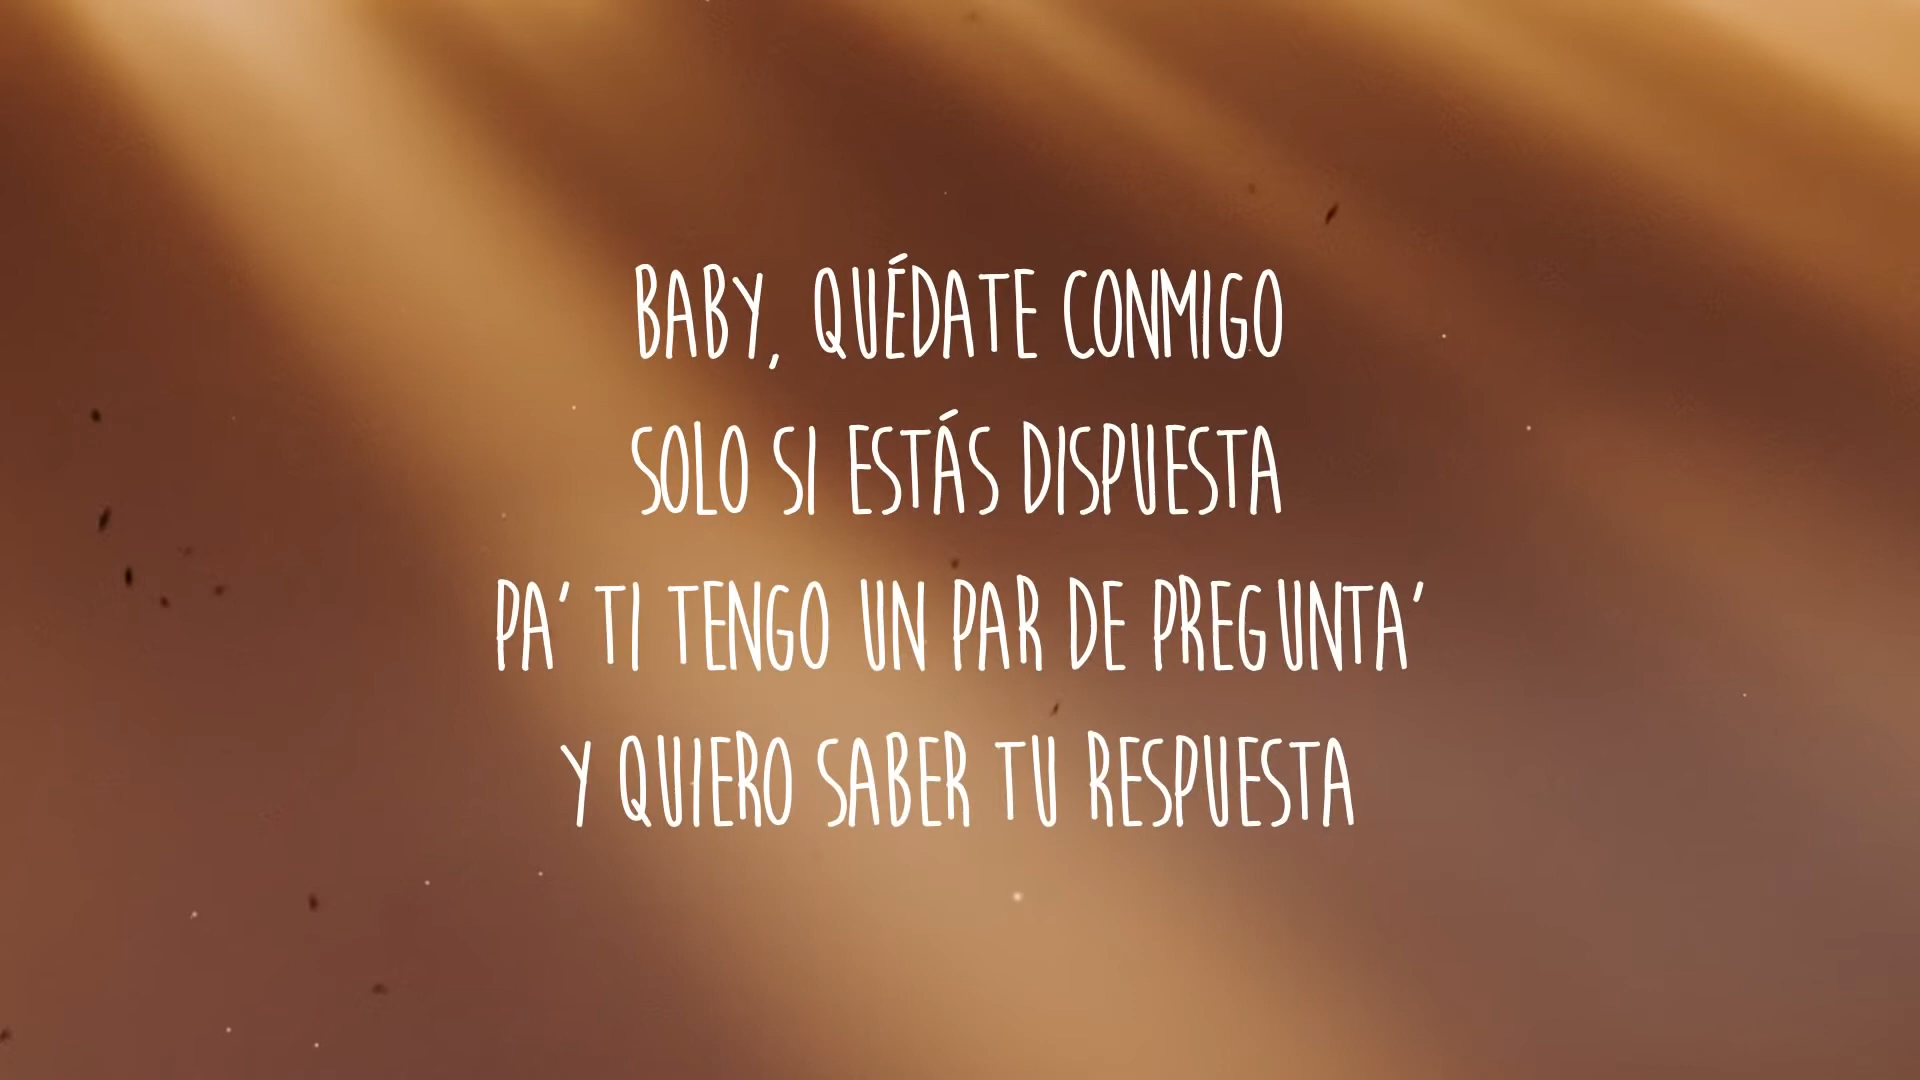 BABY, QUÉDATE CONMIGO
SOLO SI ESTÁS DISPUESTA
PA' TI TENGO UN PAR DE PREGUNTA'
Y QUIERO SABER TU RESPUESTA